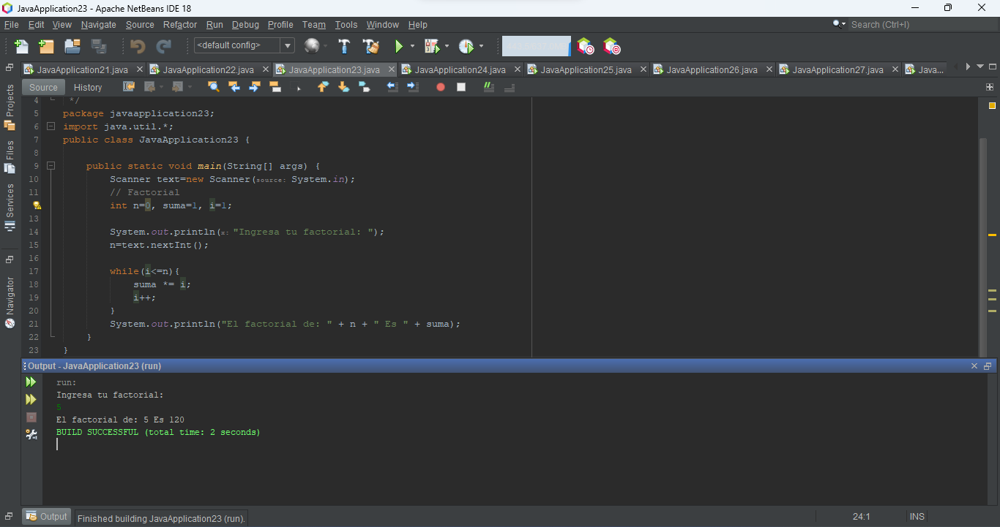 JavaApplication23 - Apache NetBeans IDE 18
File Edit View Navigate Source Refactor Run Debug Profile Team Tools Window Help
Search (Ctrl+I)
<default config>
JavaApplication21.java JavaApplication22.java JavaApplication23.java JavaApplication24.java JavaApplication25.java JavaApplication26.java JavaApplication27.java Java...
Source History
Projects
Files
Services
Navigator
4 */
5 package javaapplication23;
6 import java.util.*;
7 public class JavaApplication23 {
8
9 public static void main(String[] args) {
10 Scanner text=new Scanner(source: System.in);
11 // Factorial
int n=0, suma=1, i=1;
13
14 System.out.println(x: "Ingresa tu factorial: ");
15 n=text.nextInt();
16
17 while(i<=n){
18 suma *= i;
19 i++;
20 }
21 System.out.println("El factorial de: " + n + " Es " + suma);
22 }
23 }
Output - JavaApplication23 (run)
run:
Ingresa tu factorial:
5
El factorial de: 5 Es 120
BUILD SUCCESSFUL (total time: 2 seconds)
Output
Finished building JavaApplication23 (run).
24:1 INS